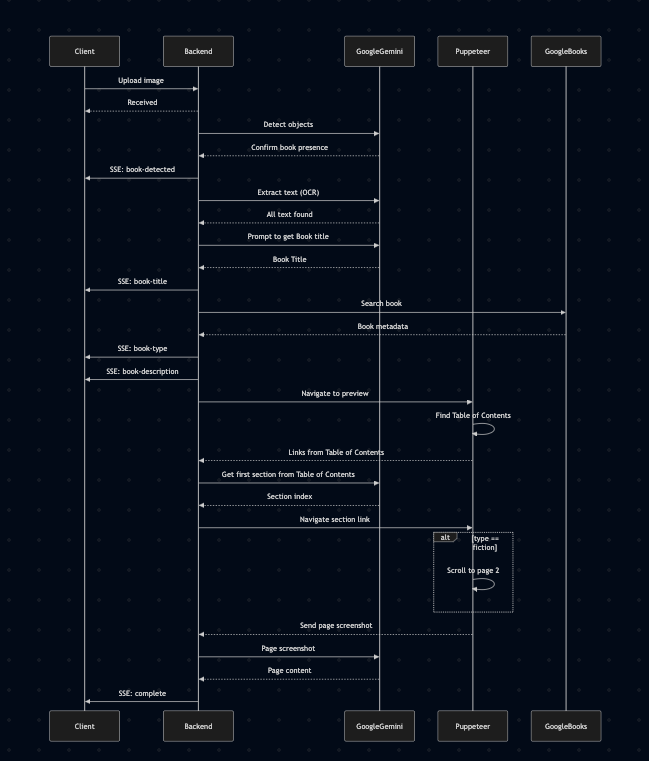 Client Backend GoogleGemini Puppeteer GoogleBooks
Upload image
Received
Detect objects
Confirm book presence
SSE: book-detected
Extract text (OCR)
All text found
Prompt to get Book title
Book Title
SSE: book-title
Search book
Book metadata
SSE: book-type
SSE: book-description
Navigate to preview
Find Table of Contents
Links from Table of Contents
Get first section from Table of Contents
Section index
Navigate section link
alt [type ==
fiction]
Scroll to page 2
Send page screenshot
Page screenshot
Page content
SSE: complete
Client Backend GoogleGemini Puppeteer GoogleBooks